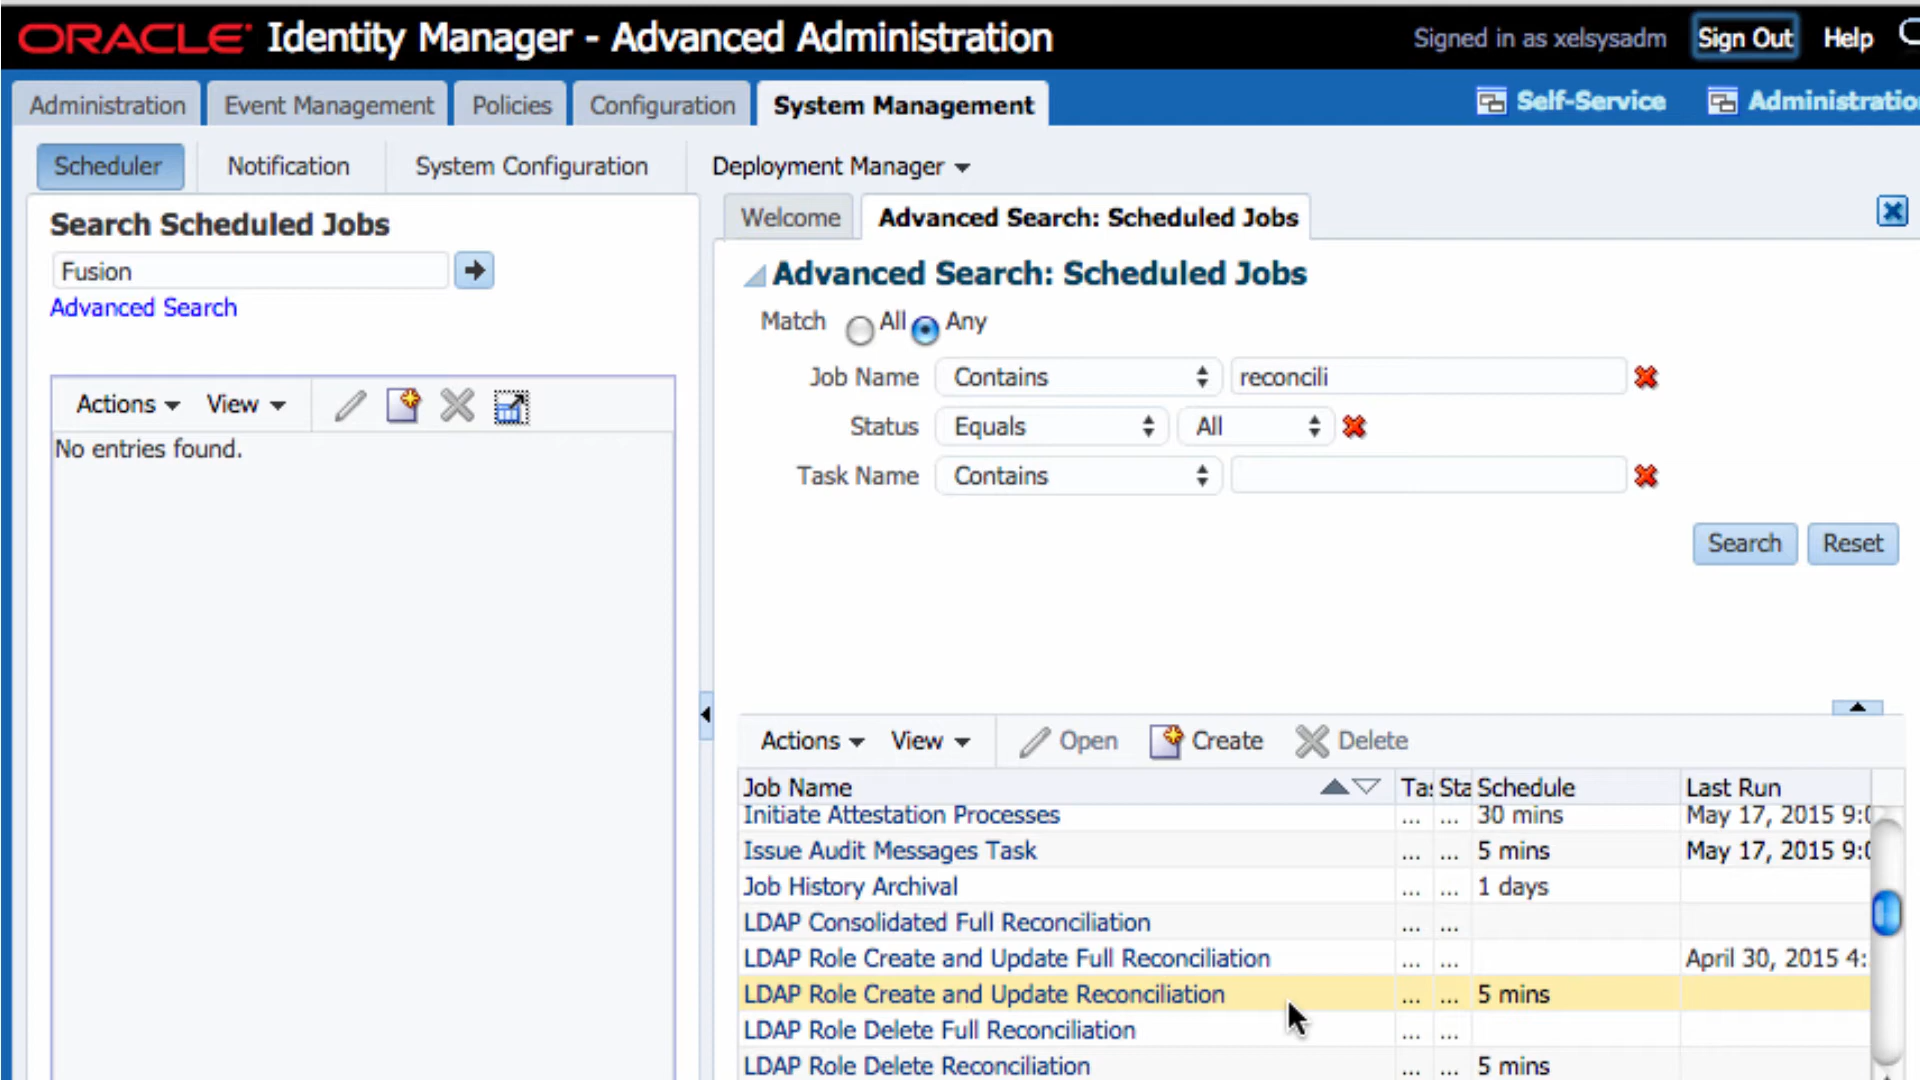 ORACLE Identity Manager - Advanced Administration Signed in as xelsysadm Sign Out Help
Administration Event Management Policies Configuration System Management Self-Service Administratio
Scheduler Notification System Configuration Deployment Manager
Search Scheduled Jobs
Fusion
Advanced Search
Actions View
No entries found.
Welcome Advanced Search: Scheduled Jobs
Advanced Search: Scheduled Jobs
Match All Any
Job Name Contains reconcili
Status Equals All
Task Name Contains
Search Reset
Actions View Open Create Delete
Job Name Tas Sta Schedule Last Run
Initiate Attestation Processes ... ... 30 mins May 17, 2015 9:0
Issue Audit Messages Task ... ... 5 mins May 17, 2015 9:0
Job History Archival ... ... 1 days
LDAP Consolidated Full Reconciliation ... ...
LDAP Role Create and Update Full Reconciliation ... ... April 30, 2015 4:
LDAP Role Create and Update Reconciliation ... ... 5 mins
LDAP Role Delete Full Reconciliation ... ...
LDAP Role Delete Reconciliation ... ... 5 mins